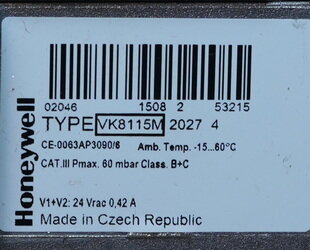 Honeywell
02046 1508 2 53215
TYPE VK8115M 2027 4
CE-0063AP3090/6 Amb. Temp. -15...60°C
CAT.III Pmax. 60 mbar Class. B+C
V1+V2: 24 Vrac 0,42 A
Made in Czech Republic